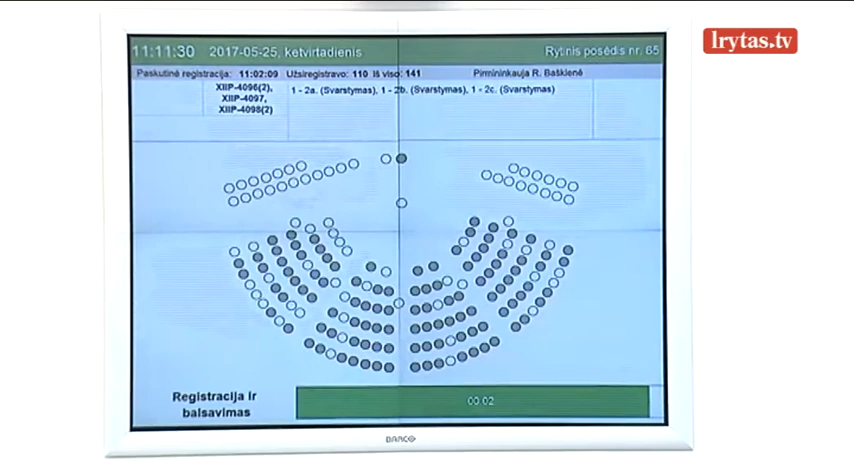 lrytas.tv
11:11:30 2017-05-25, ketvirtadienis Rytinis posėdis nr. 65
Paskutinė registracija: 11:02:09 Užsiregistravo: 110 Iš viso: 141 Pirmininkauja R. Baškienė
XIIP-4096(2),
XIIP-4097,
XIIP-4098(2)
1 - 2a. (Svarstymas), 1 - 2b. (Svarstymas), 1 - 2c. (Svarstymas)
Registracija ir
balsavimas
00:02
BARCO